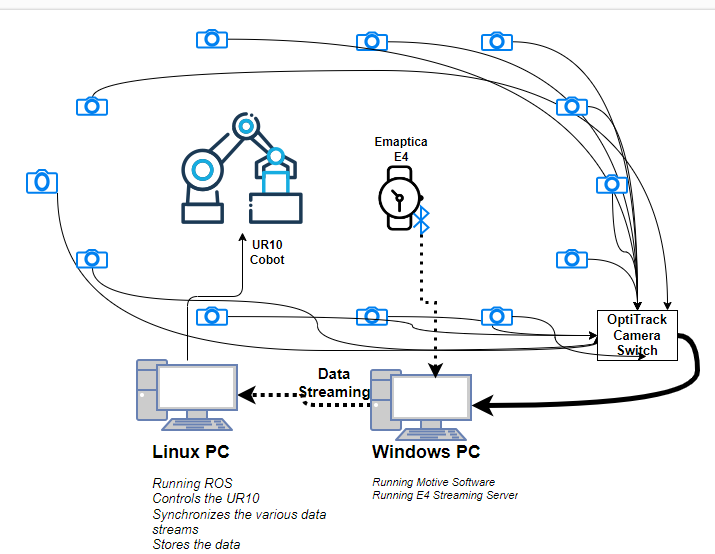 Emaptica
E4
UR10
Cobot
OptiTrack
Camera
Switch
Data
Streaming
Linux PC
Windows PC
Running ROS
Controls the UR10
Synchronizes the various data
streams
Stores the data
Running Motive Software
Running E4 Streaming Server